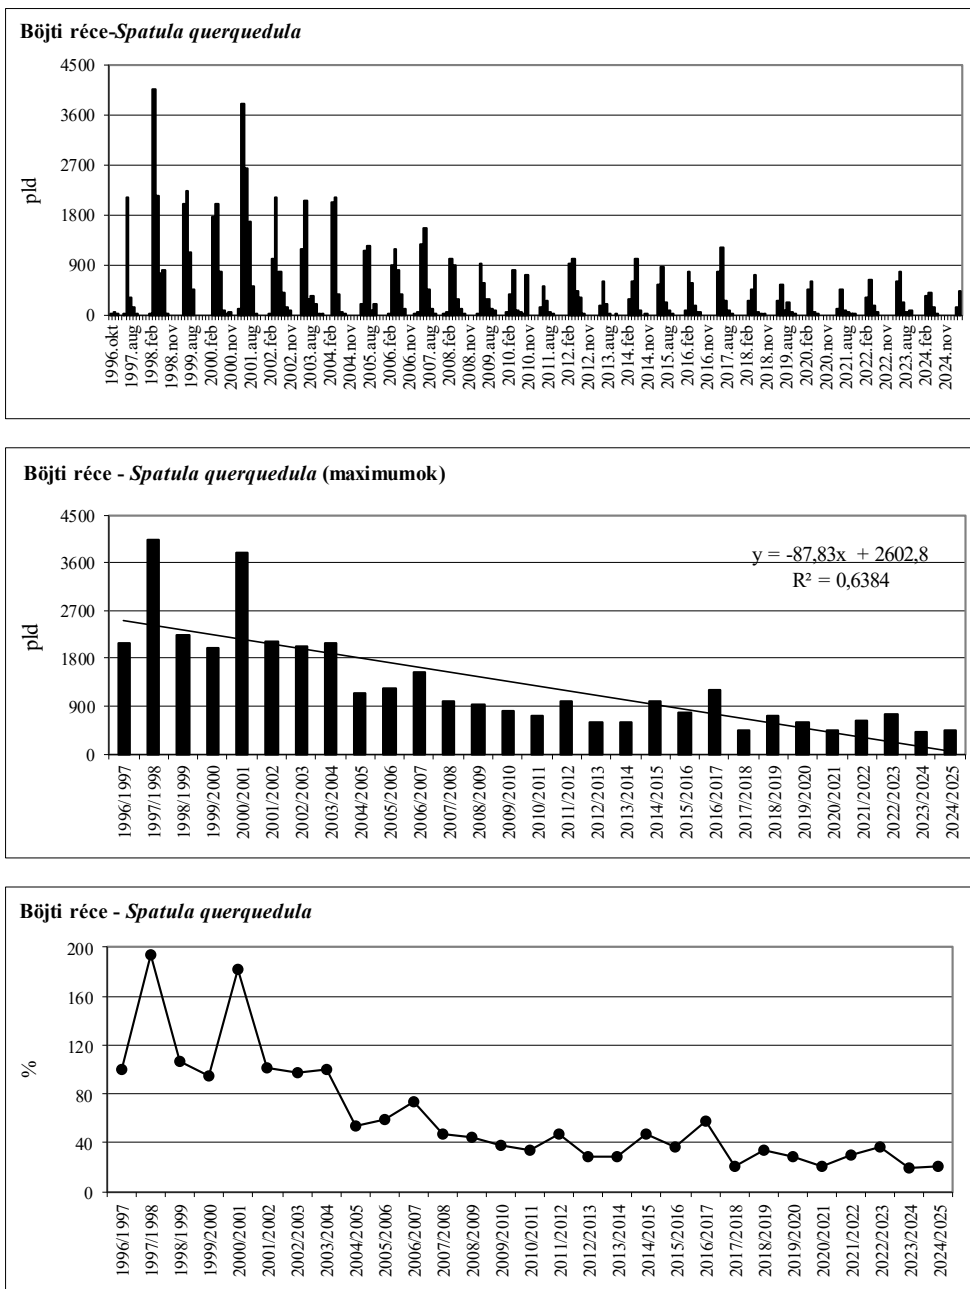 Böjti réce-Spatula querquedula
4500
3600
2700
1800
900
0
pld
1996.okt
1997.aug
1998.feb
1998.nov
1999.aug
2000.feb
2000.nov
2001.aug
2002.feb
2002.nov
2003.aug
2004.feb
2004.nov
2005.aug
2006.feb
2006.nov
2007.aug
2008.feb
2008.nov
2009.aug
2010.feb
2010.nov
2011.aug
2012.feb
2012.nov
2013.aug
2014.feb
2014.nov
2015.aug
2016.feb
2016.nov
2017.aug
2018.feb
2018.nov
2019.aug
2020.feb
2020.nov
2021.aug
2022.feb
2022.nov
2023.aug
2024.feb
2024.nov
Böjti réce - Spatula querquedula (maximumok)
4500
3600
2700
1800
900
0
pld
y = -87,83x + 2602,8
R² = 0,6384
1996/1997
1997/1998
1998/1999
1999/2000
2000/2001
2001/2002
2002/2003
2003/2004
2004/2005
2005/2006
2006/2007
2007/2008
2008/2009
2009/2010
2010/2011
2011/2012
2012/2013
2013/2014
2014/2015
2015/2016
2016/2017
2017/2018
2018/2019
2019/2020
2020/2021
2021/2022
2022/2023
2023/2024
2024/2025
Böjti réce - Spatula querquedula
200
160
120
80
40
0
%
1996/1997
1997/1998
1998/1999
1999/2000
2000/2001
2001/2002
2002/2003
2003/2004
2004/2005
2005/2006
2006/2007
2007/2008
2008/2009
2009/2010
2010/2011
2011/2012
2012/2013
2013/2014
2014/2015
2015/2016
2016/2017
2017/2018
2018/2019
2019/2020
2020/2021
2021/2022
2022/2023
2023/2024
2024/2025